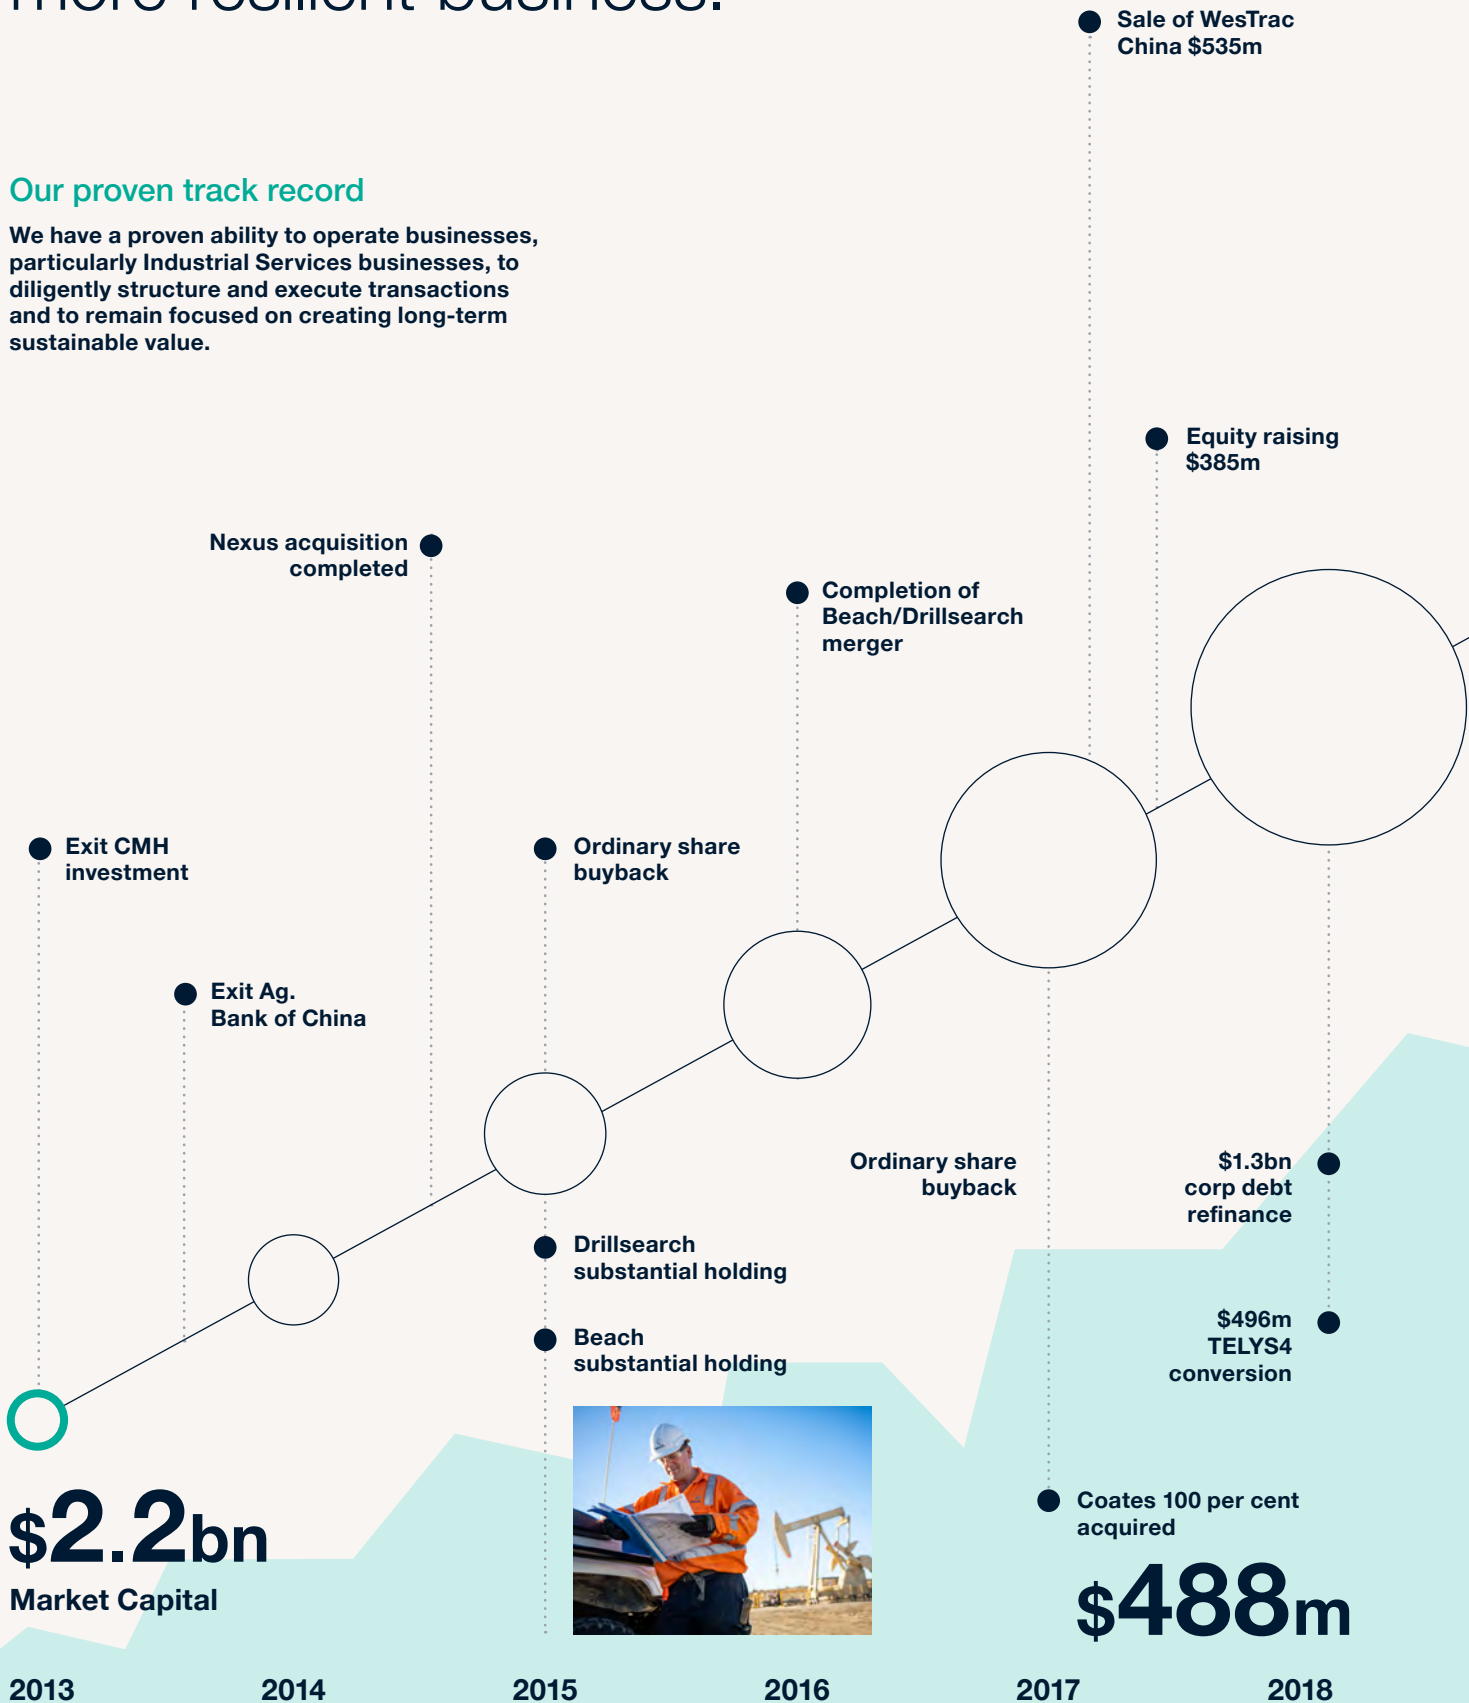 more resilient business.
Sale of WesTrac
China $535m
Our proven track record
We have a proven ability to operate businesses,
particularly Industrial Services businesses, to
diligently structure and execute transactions
and to remain focused on creating long-term
sustainable value.
Equity raising
$385m
Nexus acquisition
completed
Completion of
Beach/Drillsearch
merger
Exit CMH
investment
Ordinary share
buyback
Exit Ag.
Bank of China
Ordinary share
buyback
$1.3bn
corp debt
refinance
Drillsearch
substantial holding
Beach
substantial holding
$496m
TELYS4
conversion
Coates 100 per cent
acquired
$488m
$2.2bn
Market Capital
2013
2014
2015
2016
2017
2018